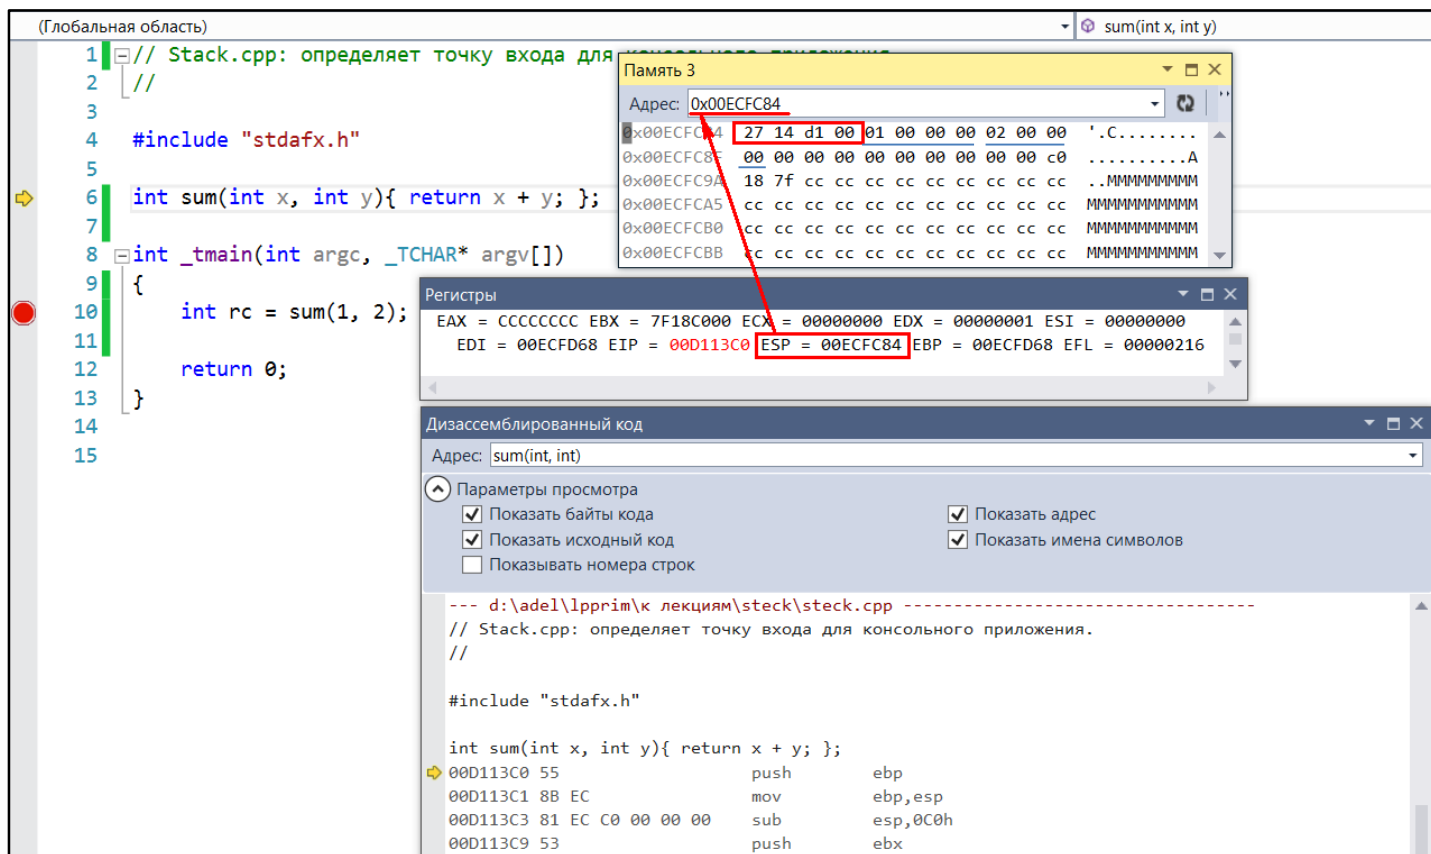 (Глобальная область)
sum(int x, int y)
1 // Stack.cpp: определяет точку входа для
2 //
3
4 #include "stdafx.h"
5
6 int sum(int x, int y){ return x + y; };
7
8 int _tmain(int argc, _TCHAR* argv[])
9 {
10 int rc = sum(1, 2);
11
12 return 0;
13 }
14
15
Память 3
Адрес: 0x00ECFC84
0x00ECFC84 27 14 d1 00 01 00 00 00 02 00 00 '.С........
0x00ECFC8F 00 00 00 00 00 00 00 00 00 00 c0 ..........А
0x00ECFC9A 18 7f cc cc cc cc cc cc cc cc cc ..МММММММММ
0x00ECFCA5 cc cc cc cc cc cc cc cc cc cc cc МММММММММММ
0x00ECFCB0 cc cc cc cc cc cc cc cc cc cc cc МММММММММММ
0x00ECFCBB cc cc cc cc cc cc cc cc cc cc cc МММММММММММ
Регистры
EAX = CCCCCCCC EBX = 7F18C000 ECX = 00000000 EDX = 00000001 ESI = 00000000
EDI = 00ECFD68 EIP = 00D113C0 ESP = 00ECFC84 EBP = 00ECFD68 EFL = 00000216
Дизассемблированный код
Адрес: sum(int, int)
Параметры просмотра
Показать байты кода
Показать адрес
Показать исходный код
Показать имена символов
Показывать номера строк
--- d:\adel\lpprim\к лекциям\steck\steck.cpp -----------------------------------
// Stack.cpp: определяет точку входа для консольного приложения.
//
#include "stdafx.h"
int sum(int x, int y){ return x + y; };
00D113C0 55 push ebp
00D113C1 8B EC mov ebp,esp
00D113C3 81 EC C0 00 00 00 sub esp,0C0h
00D113C9 53 push ebx